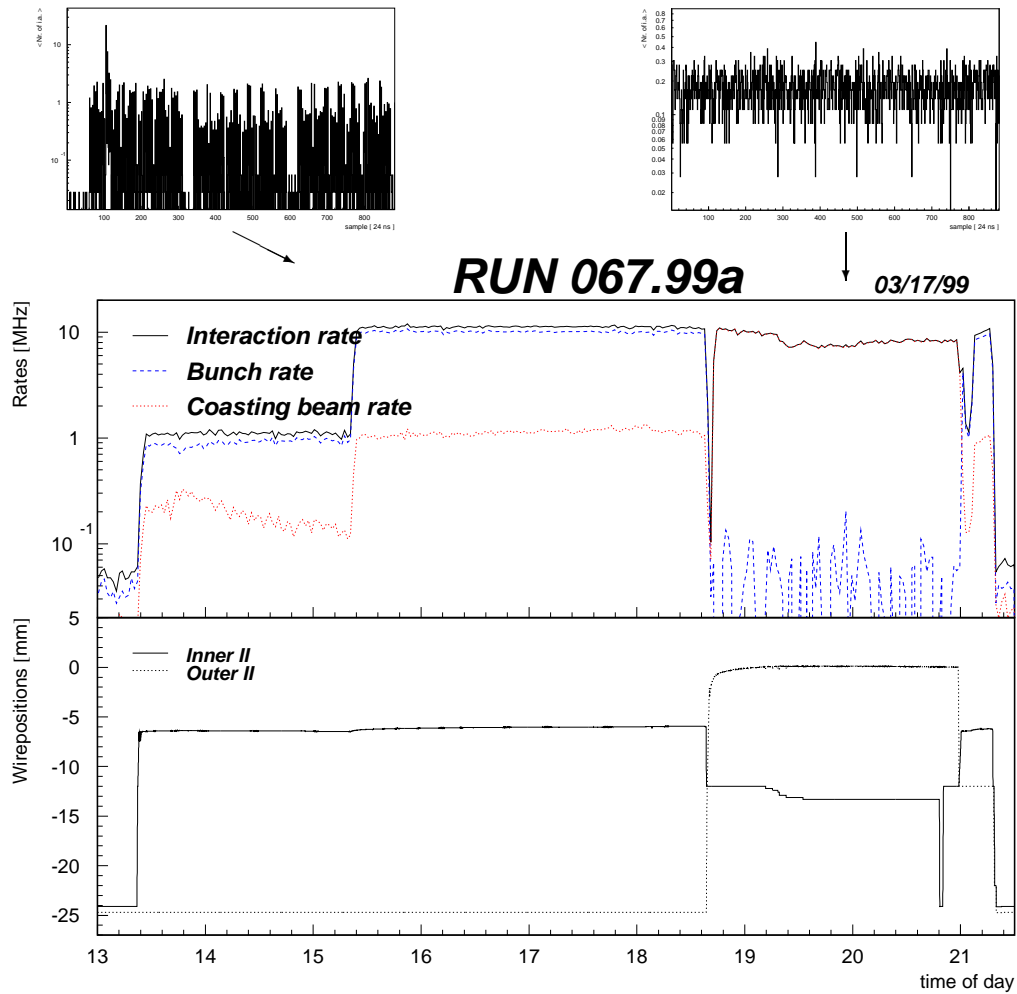 < Nr. of i.a. >
10
1
10 -1
100 200 300 400 500 600 700 800
sample [ 24 ns ]
< Nr. of i.a. >
0.8
0.7
0.6
0.5
0.4
0.3
0.2
0.1
0.09
0.08
0.07
0.06
0.05
0.04
0.03
0.02
100 200 300 400 500 600 700 800
sample [ 24 ns ]
RUN 067.99a
03/17/99
Rates [MHz]
10
1
10 -1
Interaction rate
Bunch rate
Coasting beam rate
Wirepositions [mm]
5
0
-5
-10
-15
-20
-25
Inner II
Outer II
13 14 15 16 17 18 19 20 21
time of day